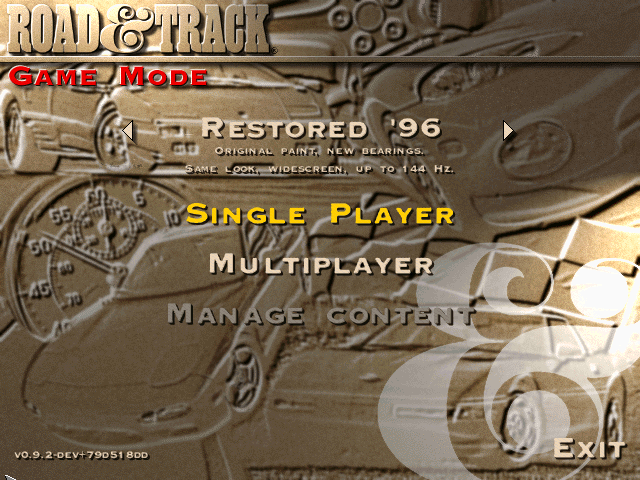 ROAD & TRACK
GAME MODE
RESTORED '96
ORIGINAL PAINT, NEW BEARINGS.
SAME LOOK, WIDESCREEN, UP TO 144 HZ.
SINGLE PLAYER
MULTIPLAYER
MANAGE CONTENT
&
EXIT
V0.9.2-DEV+79D518DD